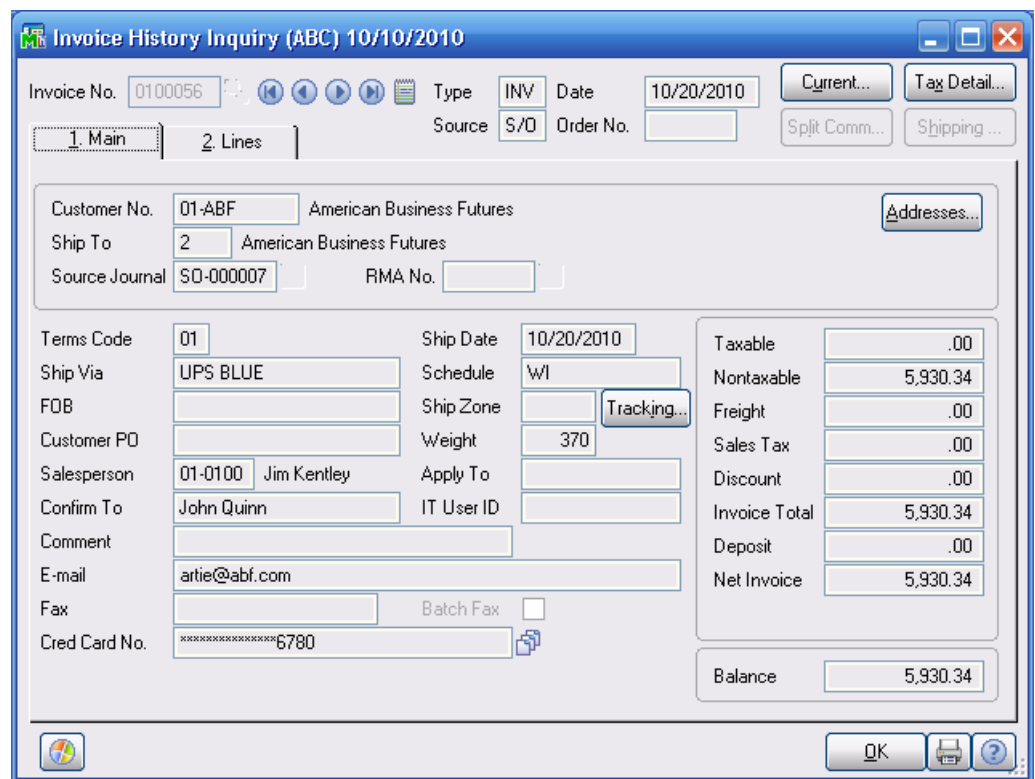 Invoice History Inquiry (ABC) 10/10/2010
Invoice No. 0100056 Type INV Date 10/20/2010 Current... Tax Detail...
Source S/O Order No. Split Comm... Shipping ...
1. Main 2. Lines
Customer No. 01-ABF American Business Futures Addresses...
Ship To 2 American Business Futures
Source Journal SO-000007 RMA No.
Terms Code 01 Ship Date 10/20/2010 Taxable .00
Ship Via UPS BLUE Schedule WI Nontaxable 5,930.34
FOB Ship Zone Tracking... Freight .00
Customer PO Weight 370 Sales Tax .00
Salesperson 01-0100 Jim Kentley Apply To Discount .00
Confirm To John Quinn IT User ID Invoice Total 5,930.34
Comment Deposit .00
E-mail artie@abf.com Net Invoice 5,930.34
Fax Batch Fax
Cred Card No. ***************6780
Balance 5,930.34
OK